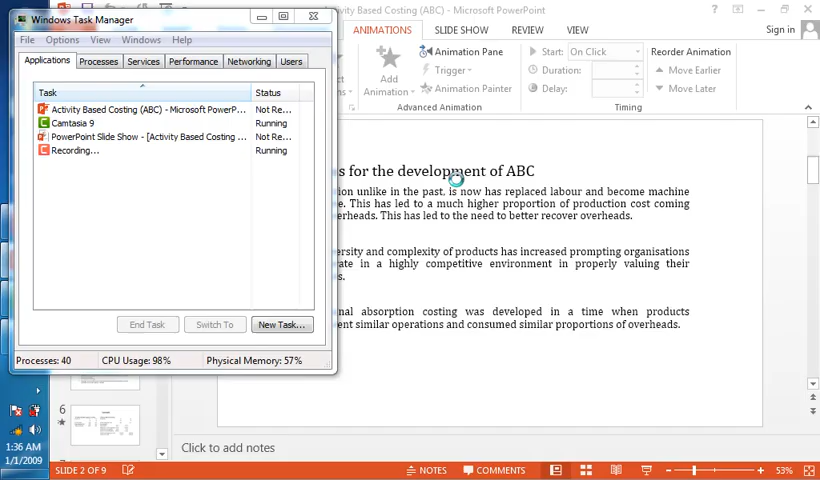 Windows Task Manager
File Options View Windows Help
Applications Processes Services Performance Networking Users
Task Status
Activity Based Costing (ABC) - Microsoft PowerP... Not Re...
Camtasia 9 Running
PowerPoint Slide Show - [Activity Based Costing ... Not Re...
Recording... Running
End Task Switch To New Task...
Processes: 40 CPU Usage: 98% Physical Memory: 57%
ivity Based Costing (ABC) - Microsoft PowerPoint
ANIMATIONS SLIDE SHOW REVIEW VIEW
Sign in
Add
Animation
Animation Pane
Trigger
Animation Painter
Advanced Animation
Start: On Click
Duration:
Delay:
Timing
Reorder Animation
Move Earlier
Move Later
s for the development of ABC
ion unlike in the past, is now has replaced labour and become machine
e. This has led to a much higher proportion of production cost coming
erheads. This has led to the need to better recover overheads.
ersity and complexity of products has increased prompting organisations
ate in a highly competitive environment in properly valuing their
s.
nal absorption costing was developed in a time when products
ent similar operations and consumed similar proportions of overheads.
6
7
Click to add notes
1:36 AM
1/1/2009
SLIDE 2 OF 9 NOTES COMMENTS 53%